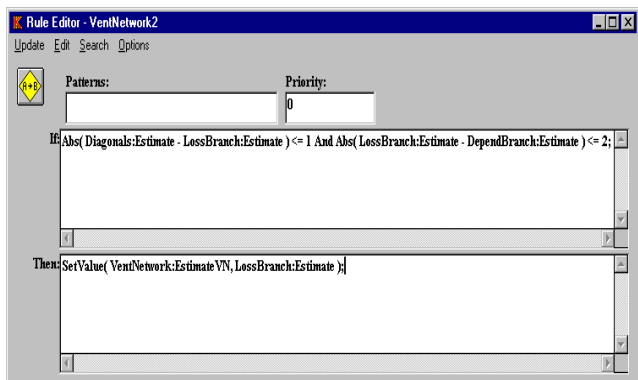 K Rule Editor - VentNetwork2
Update Edit Search Options
A→B
Patterns:
Priority:
0
If: Abs( Diagonals:Estimate - LossBranch:Estimate ) <= 1 And Abs( LossBranch:Estimate - DependBranch:Estimate ) <= 2;
Then: SetValue( VentNetwork:EstimateVN, LossBranch:Estimate );